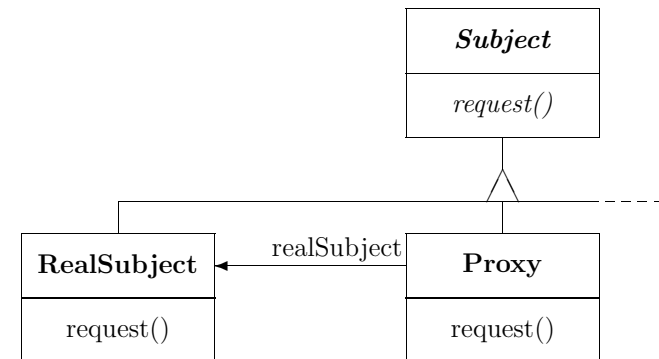 Subject
request()
realSubject
RealSubject
Proxy
request()
request()